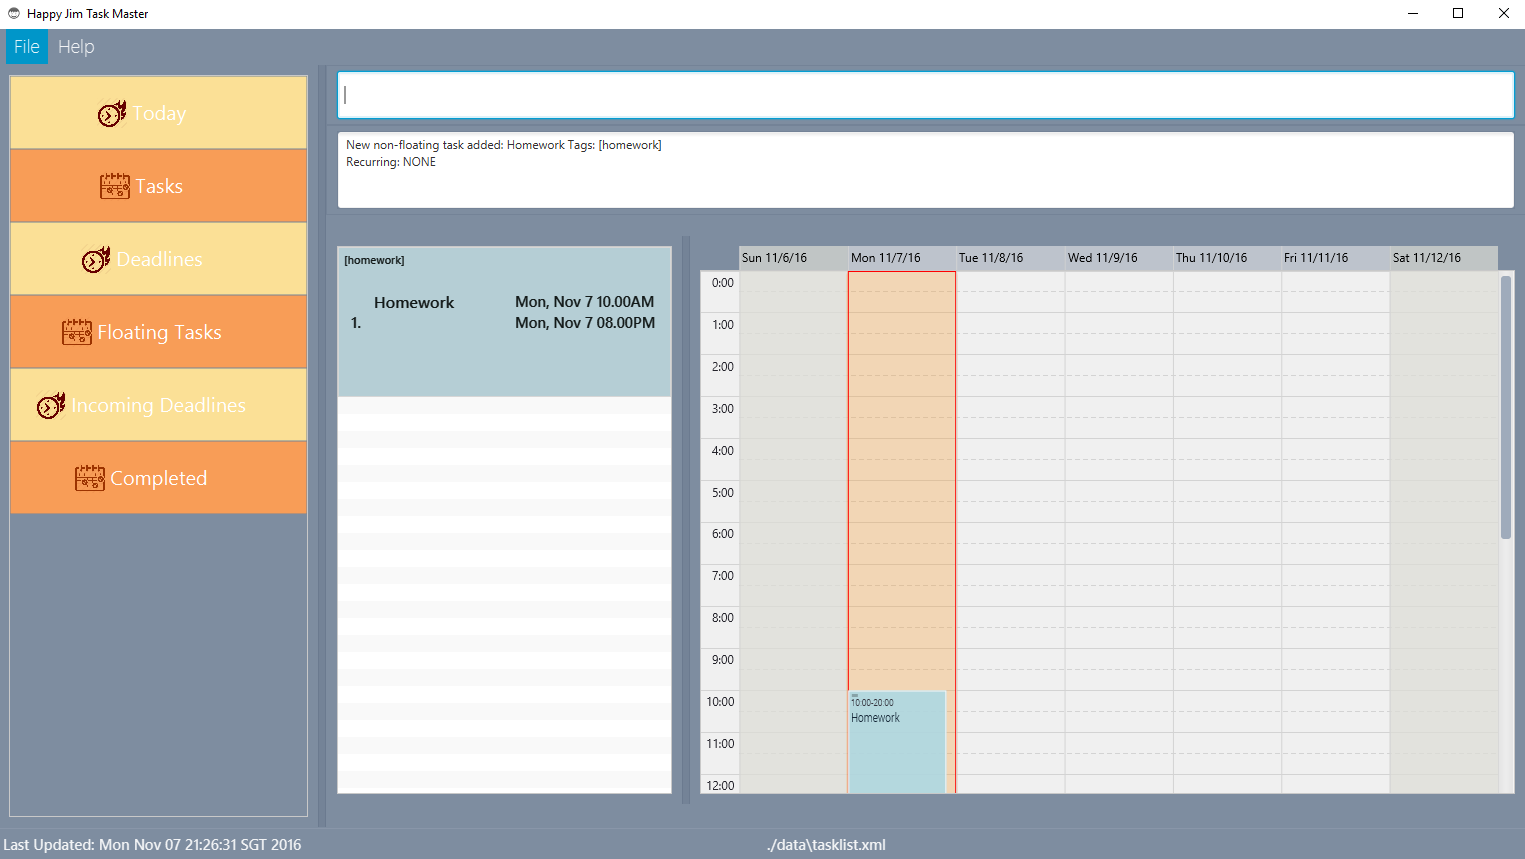 Happy Jim Task Master
File Help
Today
Tasks
Deadlines
Floating Tasks
Incoming Deadlines
Completed
New non-floating task added: Homework Tags: [homework]
Recurring: NONE
[homework]
Homework
1.
Mon, Nov 7 10.00AM
Mon, Nov 7 08.00PM
Sun 11/6/16 Mon 11/7/16 Tue 11/8/16 Wed 11/9/16 Thu 11/10/16 Fri 11/11/16 Sat 11/12/16
0:00
1:00
2:00
3:00
4:00
5:00
6:00
7:00
8:00
9:00
10:00
11:00
12:00
10:00-20:00
Homework
Last Updated: Mon Nov 07 21:26:31 SGT 2016
./data\tasklist.xml